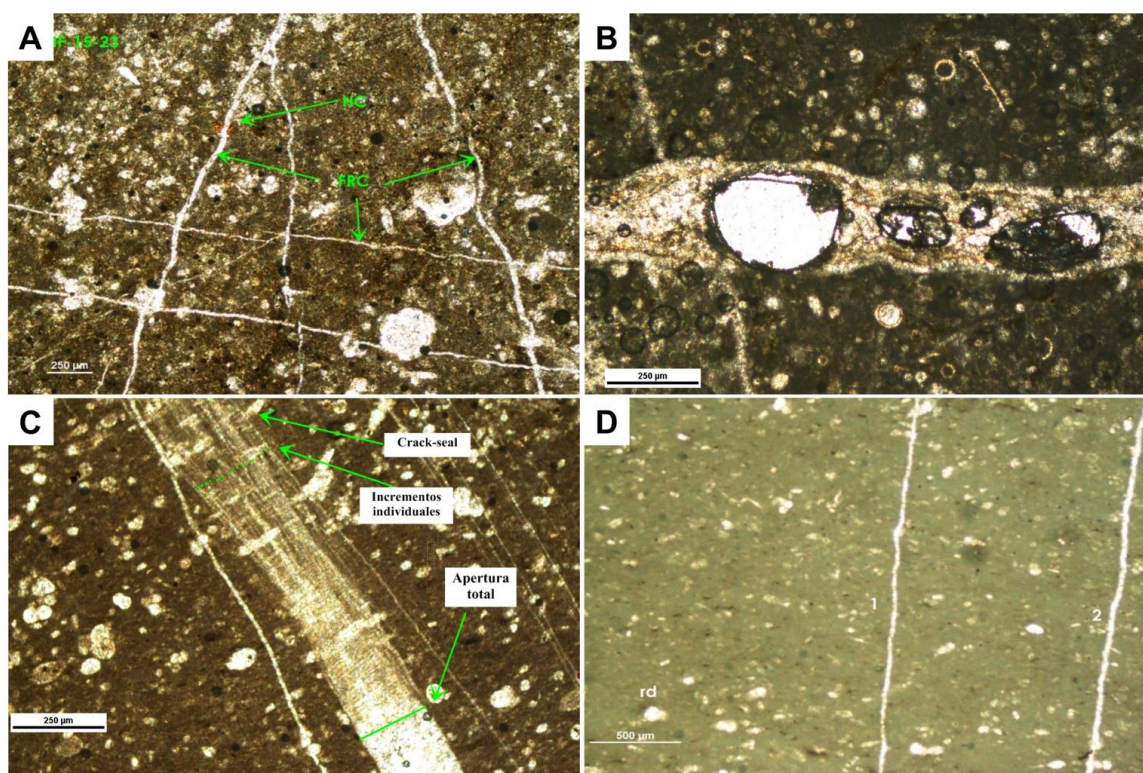 A
IF-15-23
NC
FRC
250 µm
B
250 µm
C
Crack-seal
Incrementos
individuales
Apertura
total
250 µm
D
1
2
rd
500 µm